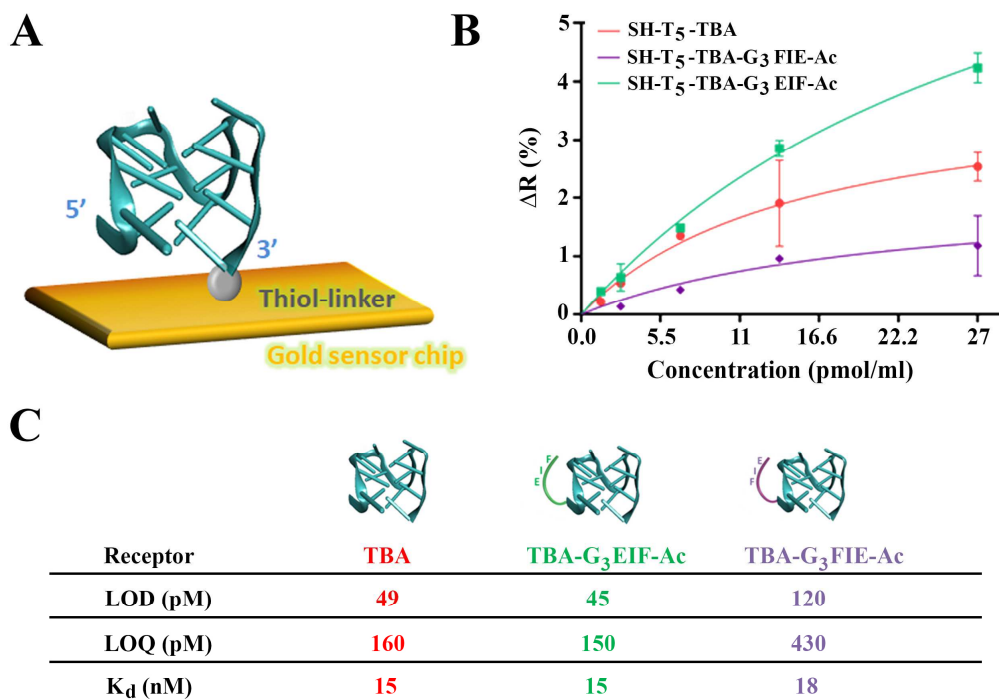 A
5’
3’
Thiol-linker
Gold sensor chip
B
SH-T5-TBA
SH-T5-TBA-G3 FIE-Ac
SH-T5-TBA-G3 EIF-Ac
ΔR (%)
5
4
3
2
1
0
0.0 5.5 11 16.6 22.2 27
Concentration (pmol/ml)
C
F I E
E I F
Receptor TBA TBA-G3EIF-Ac TBA-G3FIE-Ac
LOD (pM) 49 45 120
LOQ (pM) 160 150 430
Kd (nM) 15 15 18